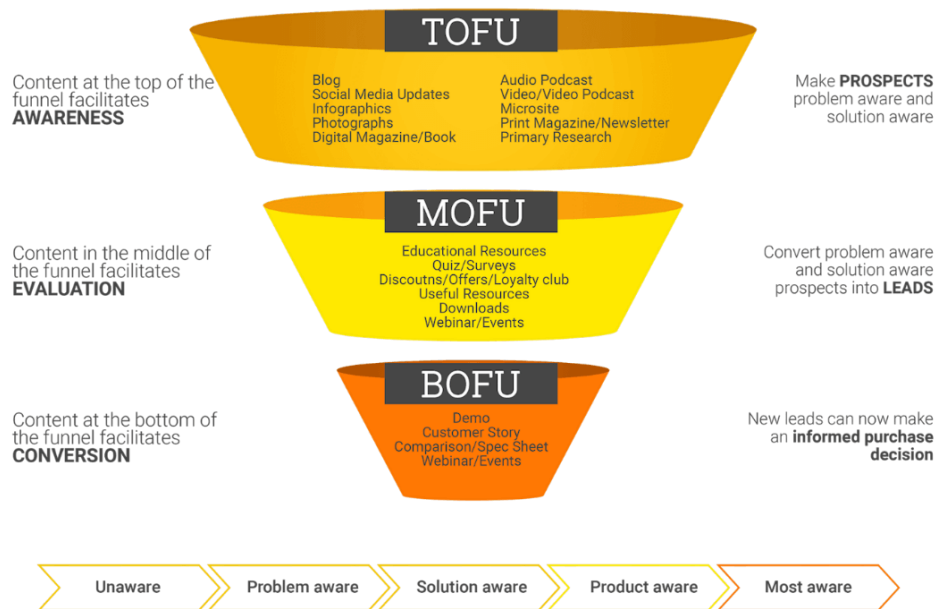 TOFU
Content at the top of the
funnel facilitates
AWARENESS
Blog
Social Media Updates
Infographics
Photographs
Digital Magazine/Book
Audio Podcast
Video/Video Podcast
Microsite
Print Magazine/Newsletter
Primary Research
Make PROSPECTS
problem aware and
solution aware
MOFU
Content in the middle of
the funnel facilitates
EVALUATION
Educational Resources
Quiz/Surveys
Discoutns/Offers/Loyalty club
Useful Resources
Downloads
Webinar/Events
Convert problem aware
and solution aware
prospects into LEADS
BOFU
Content at the bottom of
the funnel facilitates
CONVERSION
Demo
Customer Story
Comparison/Spec Sheet
Webinar/Events
New leads can now make
an informed purchase
decision
Unaware
Problem aware
Solution aware
Product aware
Most aware